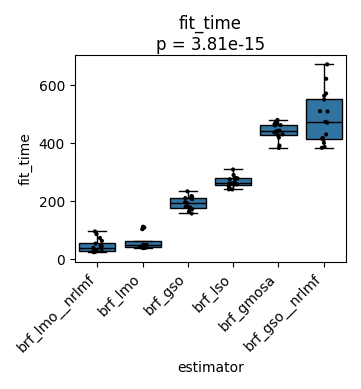 fit_time
p = 3.81e-15
fit_time
600
400
200
0
brf_lmo__nrlmf
brf_lmo
brf_gso
brf_lso
brf_gmosa
brf_gso__nrlmf
estimator